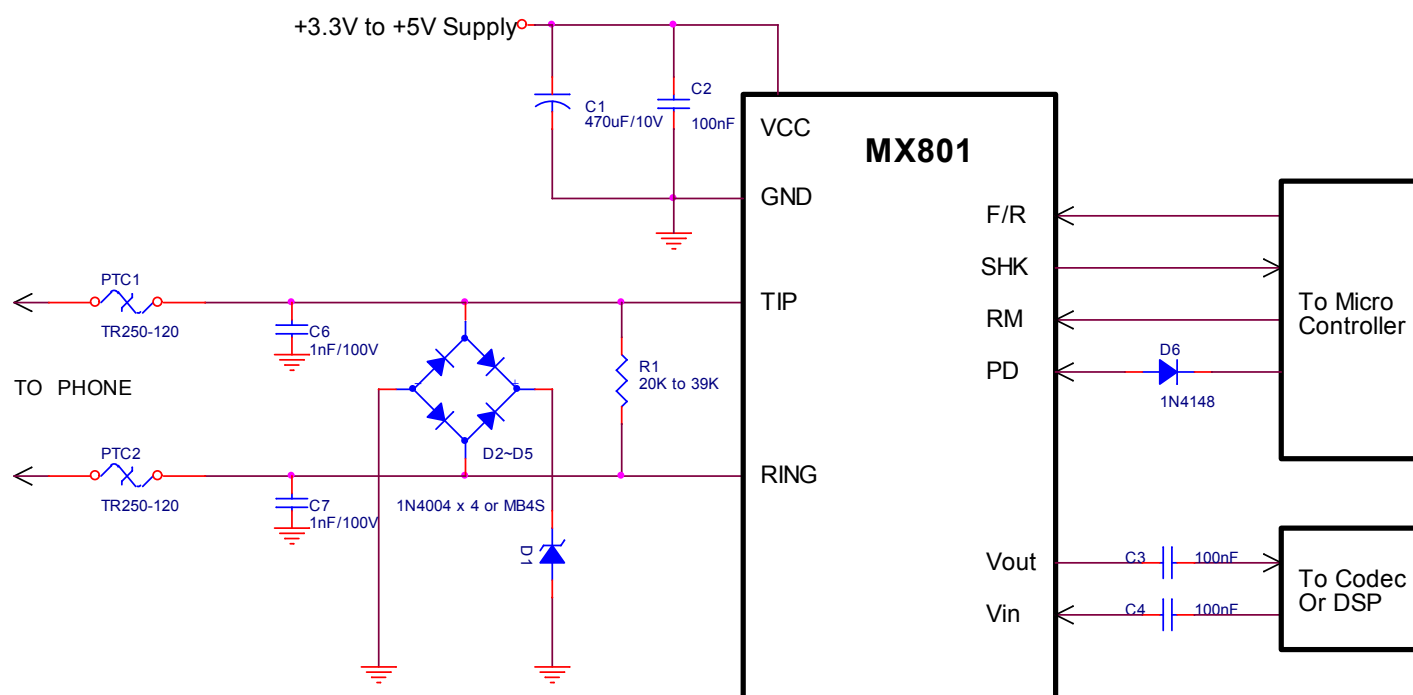 +3.3V to +5V Supply
C1
470uF/10V
C2
100nF
VCC
MX801
GND
F/R
SHK
RM
PD
D6
1N4148
To Micro
Controller
PTC1
TR250-120
TIP
C6
1nF/100V
- +
R1
20K to 39K
TO PHONE
D2~D5
PTC2
TR250-120
RING
C7
1nF/100V
1N4004 x 4 or MB4S
D1
Vout
C3 100nF
Vin
C4 100nF
To Codec
Or DSP